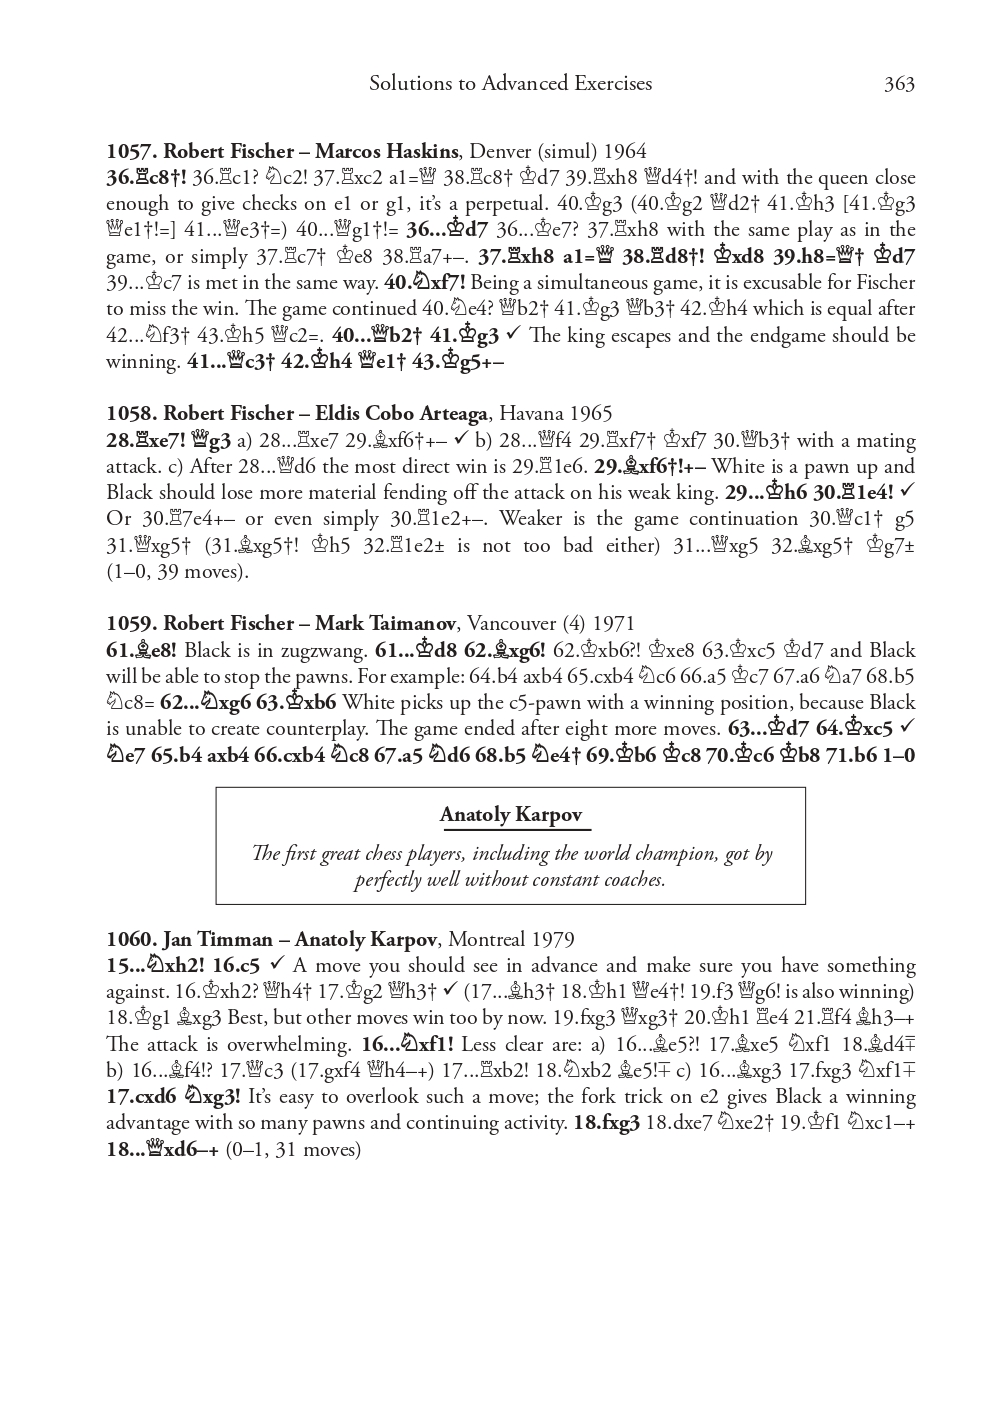 Solutions to Advanced Exercises 363
1057. Robert Fischer – Marcos Haskins, Denver (simul) 1964
36.♖c8†! 36.♖c1? ♘c2! 37.♖xc2 a1=♕ 38.♖c8† ♔d7 39.♖xh8 ♕d4†! and with the queen close
enough to give checks on e1 or g1, it’s a perpetual. 40.♔g3 (40.♔g2 ♕d2† 41.♔h3 [41.♔g3
♕e1†!=] 41...♕e3†=) 40...♕g1†!= 36...♔d7 36...♔e7? 37.♖xh8 with the same play as in the
game, or simply 37.♖c7† ♔e8 38.♖a7+–. 37.♖xh8 a1=♕ 38.♖d8†! ♔xd8 39.h8=♕† ♔d7
39...♔c7 is met in the same way. 40.♘xf7! Being a simultaneous game, it is excusable for Fischer
to miss the win. The game continued 40.♘e4? ♕b2† 41.♔g3 ♕b3† 42.♔h4 which is equal after
42...♘f3† 43.♔h5 ♕c2=. 40...♕b2† 41.♔g3 ✓ The king escapes and the endgame should be
winning. 41...♕c3† 42.♔h4 ♕e1† 43.♔g5+–
1058. Robert Fischer – Eldis Cobo Arteaga, Havana 1965
28.♖xe7! ♕g3 a) 28...♖xe7 29.♗xf6†+– ✓ b) 28...♕f4 29.♖xf7† ♔xf7 30.♕b3† with a mating
attack. c) After 28...♕d6 the most direct win is 29.♖1e6. 29.♗xf6†!+– White is a pawn up and
Black should lose more material fending off the attack on his weak king. 29...♔h6 30.♖1e4! ✓
Or 30.♖7e4+– or even simply 30.♖1e2+–. Weaker is the game continuation 30.♕c1† g5
31.♕xg5† (31.♗xg5†! ♔h5 32.♖1e2± is not too bad either) 31...♕xg5 32.♗xg5† ♔g7±
(1–0, 39 moves).
1059. Robert Fischer – Mark Taimanov, Vancouver (4) 1971
61.♗e8! Black is in zugzwang. 61...♔d8 62.♗xg6! 62.♔xb6?! ♔xe8 63.♔xc5 ♔d7 and Black
will be able to stop the pawns. For example: 64.b4 axb4 65.cxb4 ♘c6 66.a5 ♔c7 67.a6 ♘a7 68.b5
♘c8= 62...♘xg6 63.♔xb6 White picks up the c5-pawn with a winning position, because Black
is unable to create counterplay. The game ended after eight more moves. 63...♔d7 64.♔xc5 ✓
♘e7 65.b4 axb4 66.cxb4 ♘c8 67.a5 ♘d6 68.b5 ♘e4† 69.♔b6 ♔c8 70.♔c6 ♔b8 71.b6 1–0
Anatoly Karpov
The first great chess players, including the world champion, got by
perfectly well without constant coaches.
1060. Jan Timman – Anatoly Karpov, Montreal 1979
15...♘xh2! 16.c5 ✓ A move you should see in advance and make sure you have something
against. 16.♔xh2? ♕h4† 17.♔g2 ♕h3† ✓ (17...♗h3† 18.♔h1 ♕e4†! 19.f3 ♕g6! is also winning)
18.♔g1 ♗xg3 Best, but other moves win too by now. 19.fxg3 ♕xg3† 20.♔h1 ♖e4 21.♖f4 ♗h3–+
The attack is overwhelming. 16...♘xf1! Less clear are: a) 16...♗e5?! 17.♗xe5 ♘xf1 18.♗d4∓
b) 16...♗f4!? 17.♕c3 (17.gxf4 ♕h4–+) 17...♖xb2! 18.♘xb2 ♗e5!∓ c) 16...♗xg3 17.fxg3 ♘xf1∓
17.cxd6 ♘xg3! It’s easy to overlook such a move; the fork trick on e2 gives Black a winning
advantage with so many pawns and continuing activity. 18.fxg3 18.dxe7 ♘xe2† 19.♔f1 ♘xc1–+
18...♕xd6–+ (0–1, 31 moves)